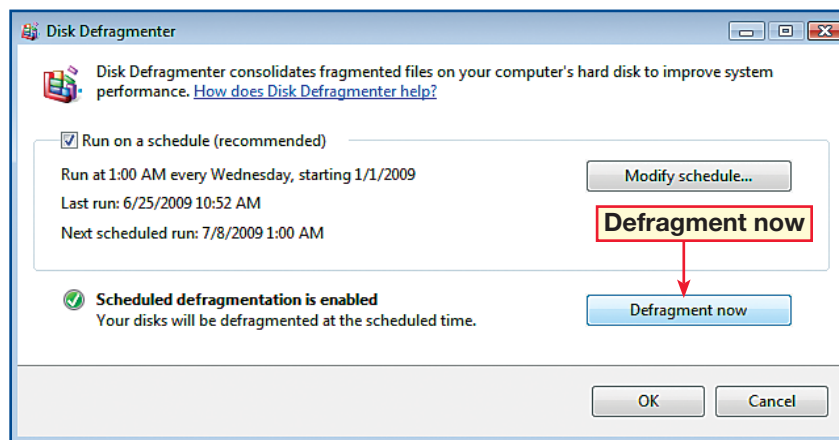 Disk Defragmenter
Disk Defragmenter consolidates fragmented files on your computer's hard disk to improve system
performance. How does Disk Defragmenter help?
Run on a schedule (recommended)
Run at 1:00 AM every Wednesday, starting 1/1/2009
Modify schedule...
Last run: 6/25/2009 10:52 AM
Defragment now
Next scheduled run: 7/8/2009 1:00 AM
Scheduled defragmentation is enabled
Your disks will be defragmented at the scheduled time.
Defragment now
OK
Cancel